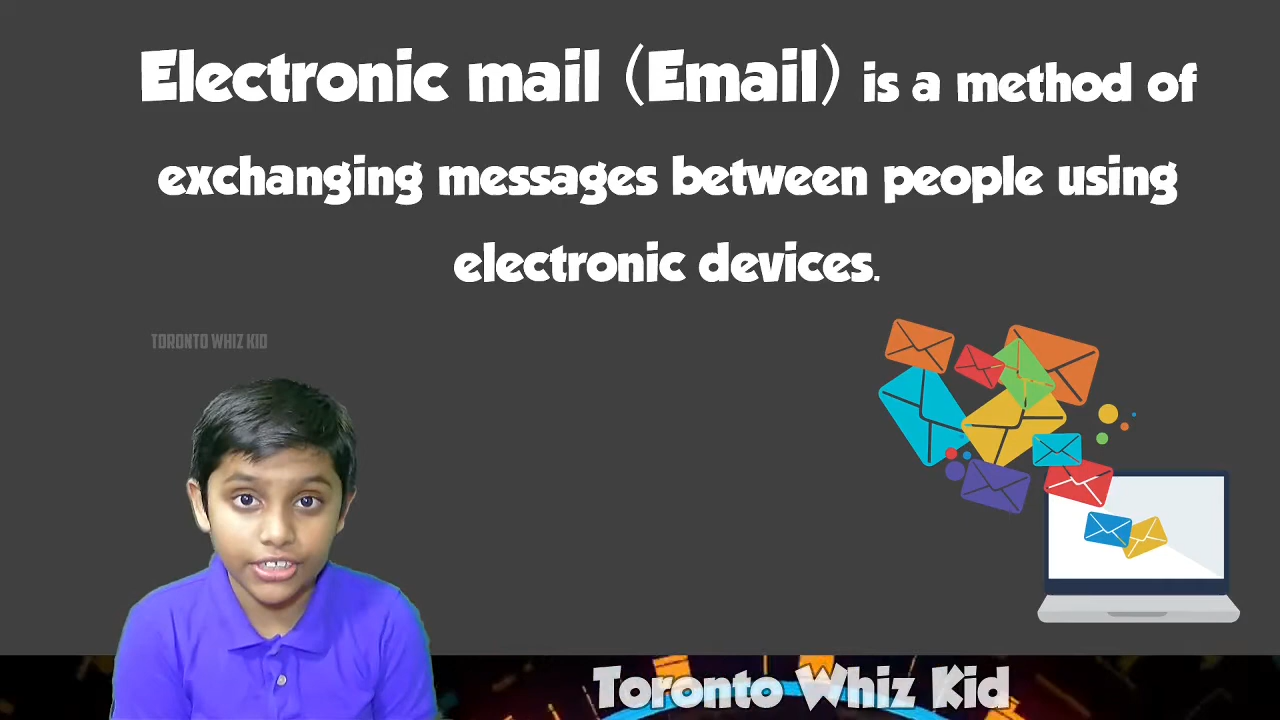 Electronic mail (Email) is a method of
exchanging messages between people using
electronic devices.
TORONTO WHIZ KID
Toronto Whiz Kid